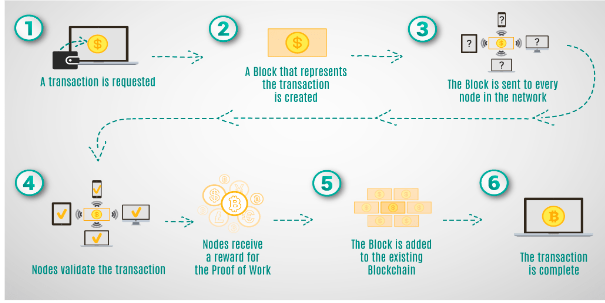 1
A transaction is requested
2
A Block that represents
the transaction
is created
3
? ? ? ?
The Block is sent to every
node in the network
4
Nodes validate the transaction
Nodes receive
a reward for
the Proof of Work
5
The Block is added
to the existing
Blockchain
6
The transaction
is complete